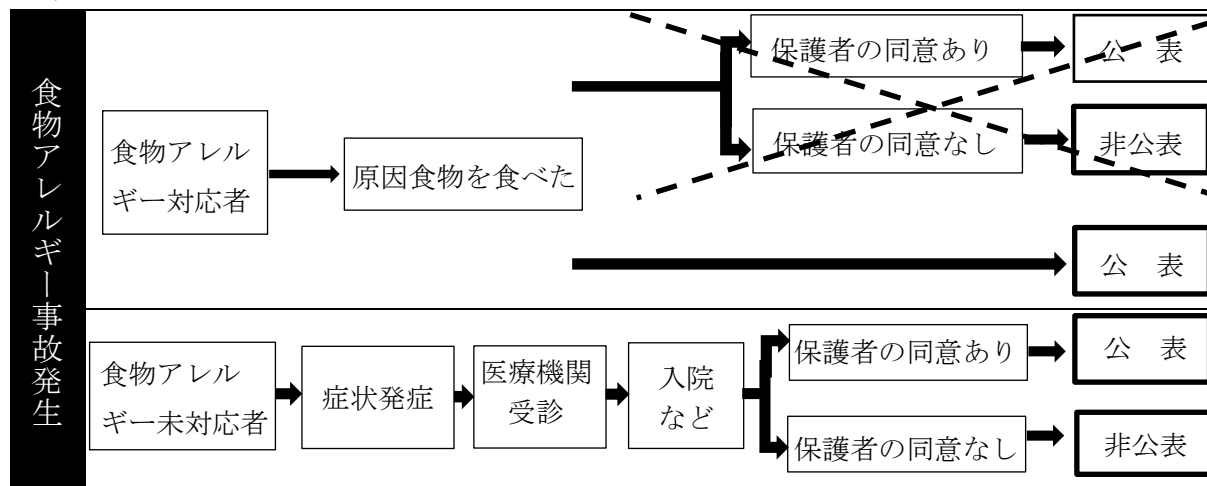 食物アレルギー事故発生
保護者の同意あり
公　表
保護者の同意なし
非公表
食物アレル
ギー対応者
原因食物を食べた
公　表
食物アレル
ギー未対応者
症状発症
医療機関
受診
入院
など
保護者の同意あり
公　表
保護者の同意なし
非公表